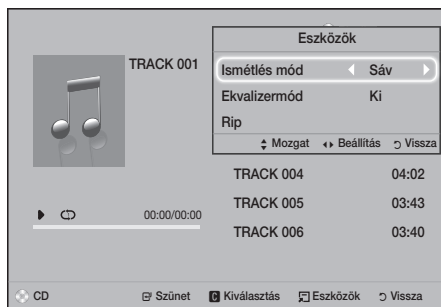 Eszközök
TRACK 001
Ismétlés mód Sáv
Ekvalizermód Ki
Rip
Mozgat Beállítás Vissza
TRACK 004 04:02
TRACK 005 03:43
00:00/00:00
TRACK 006 03:40
CD Szünet C Kiválasztás Eszközök Vissza